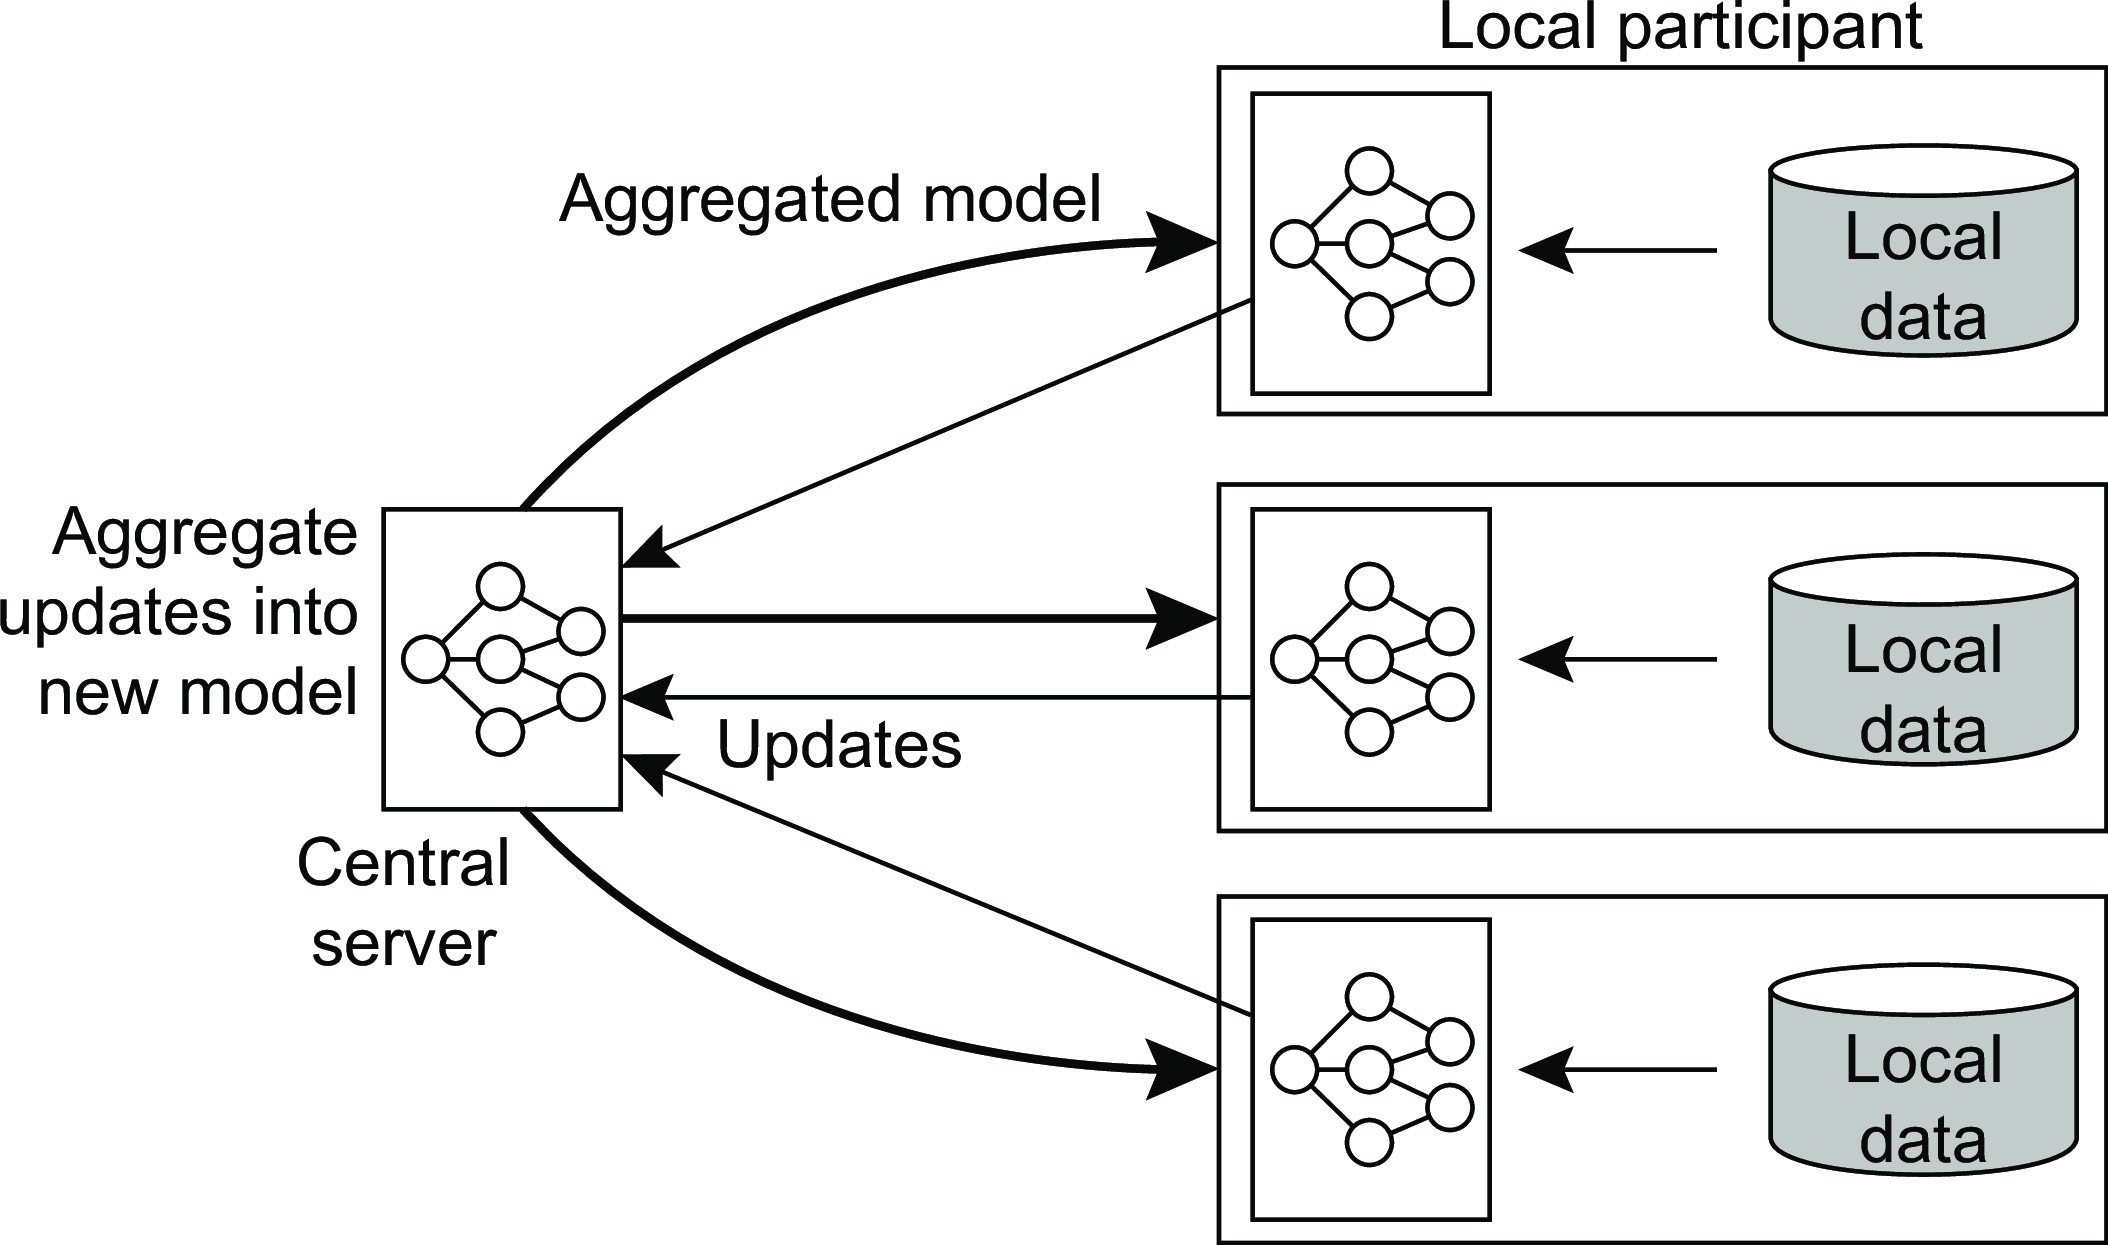 Local participant
Aggregated model
Local
data
Aggregate
updates into
new model
Updates
Local
data
Central
server
Local
data